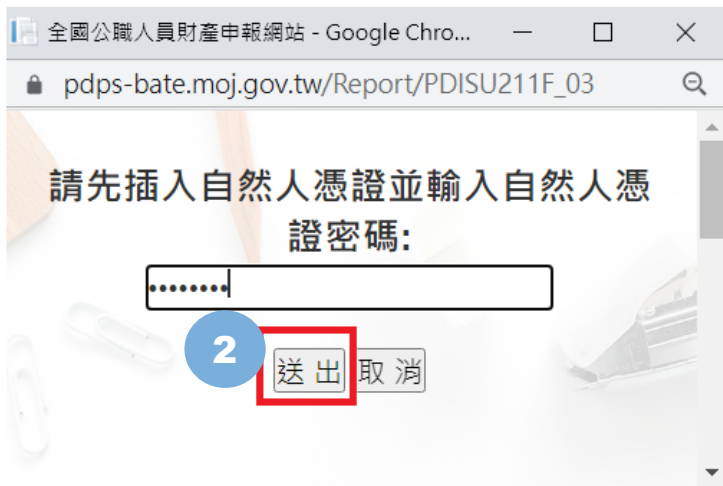 全國公職人員財產申報網站 - Google Chro...
pdps-bate.moj.gov.tw/Report/PDISU211F_03
請先插入自然人憑證並輸入自然人憑
證密碼:
••••••••
2
送 出 取 消